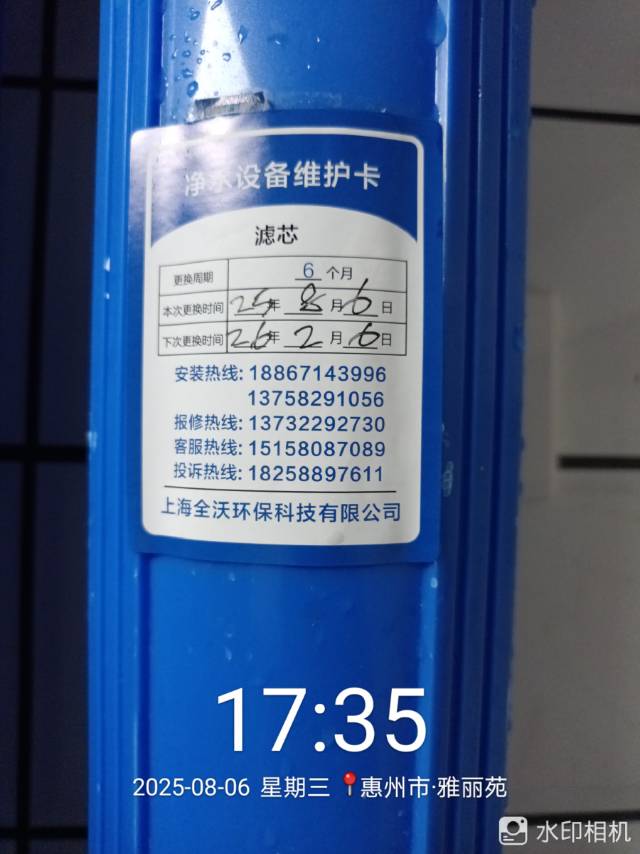 净水设备维护卡
滤芯
更换周期 6 个月
本次更换时间 25年 8月 6日
下次更换时间 26年 2月 6日
安装热线: 18867143996
13758291056
报修热线: 13732292730
客服热线: 15158087089
投诉热线: 18258897611
上海全沃环保科技有限公司
17:35
2025-08-06 星期三 惠州市·雅丽苑
水印相机